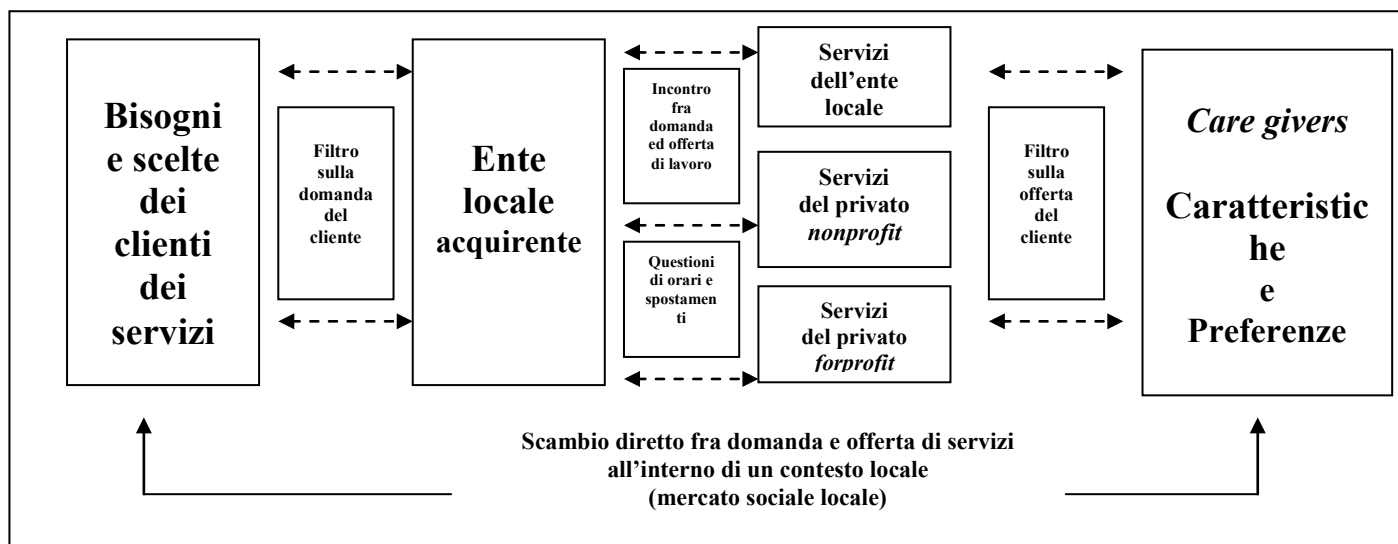 Bisogni
e scelte
dei
clienti
dei
servizi
Filtro
sulla
domanda
del
cliente
Ente
locale
acquirente
Incontro
fra
domanda
ed offerta
di lavoro
Questioni
di orari e
spostamen
ti
Servizi
dell’ente
locale
Servizi
del privato
nonprofit
Servizi
del privato
forprofit
Filtro
sulla
offerta
del
cliente
Care givers
Caratteristic
he
e
Preferenze
Scambio diretto fra domanda e offerta di servizi
all’interno di un contesto locale
(mercato sociale locale)